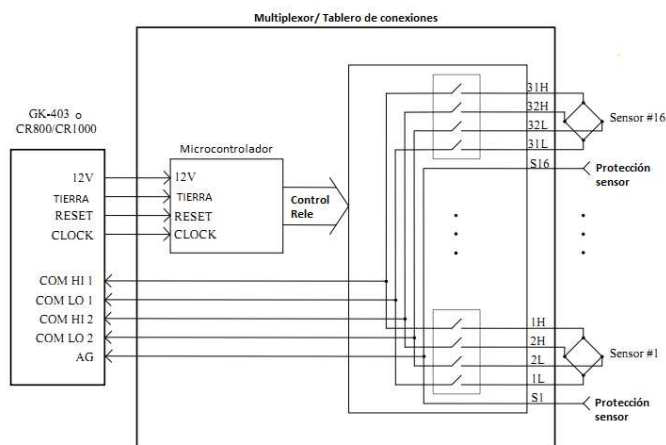 Multiplexor/ Tablero de conexiones
GK-403 o
CR800/CR1000
12V
TIERRA
RESET
CLOCK
COM HI 1
COM LO 1
COM HI 2
COM LO 2
AG
Microcontrolador
12V
TIERRA
RESET
CLOCK
Control
Rele
31H
32H
32L
31L
S16
Sensor #16
Protección
sensor
1H
2H
2L
1L
S1
Sensor #1
Protección
sensor